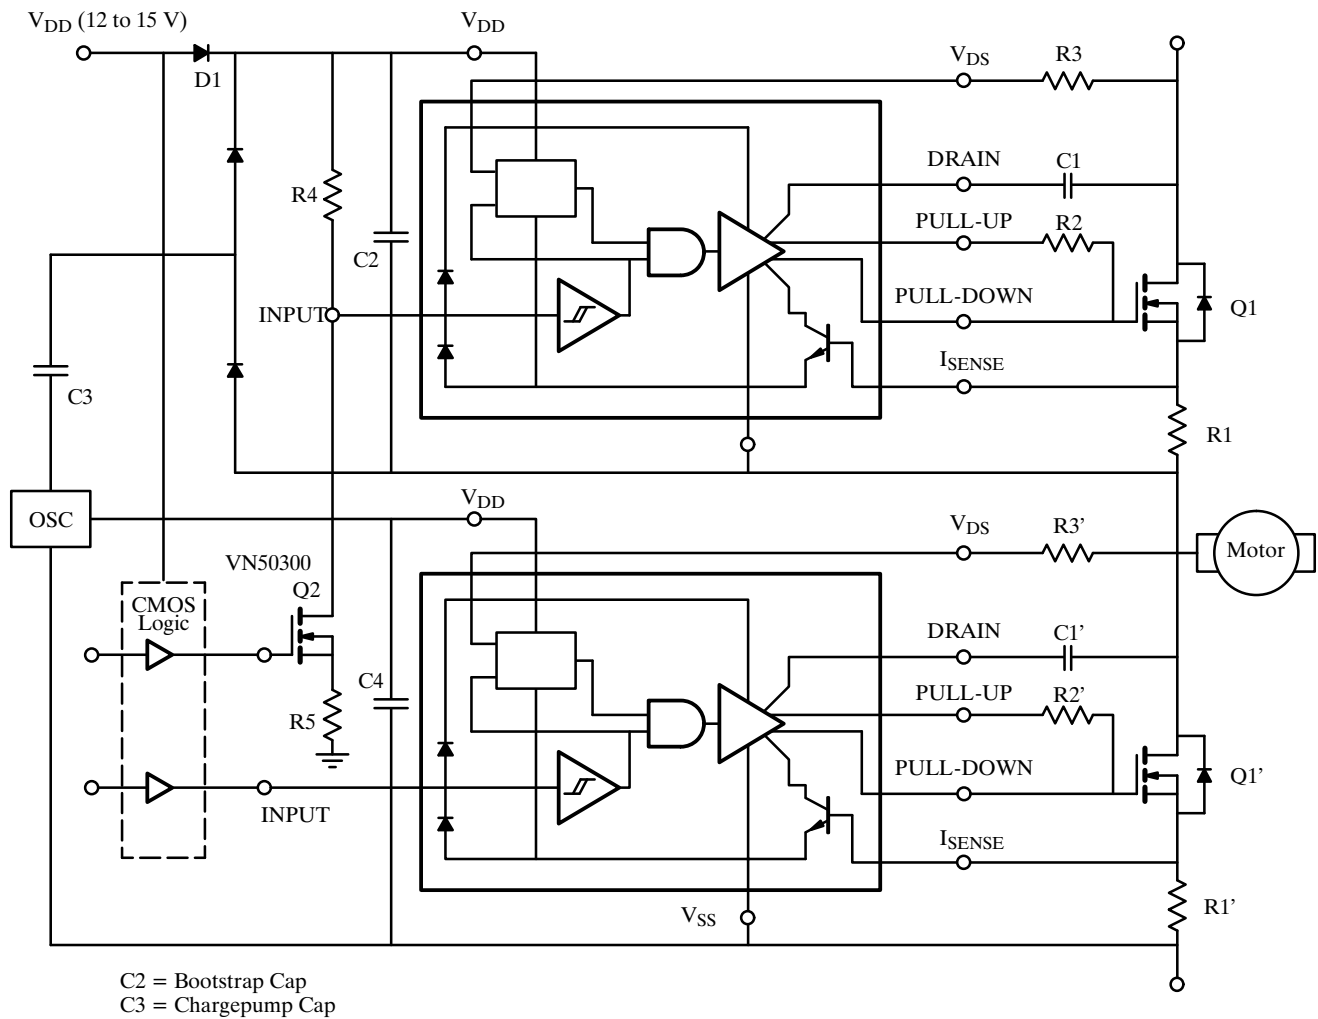 VDD (12 to 15 V)
VDD
D1
VDS
R3
DRAIN
C1
R4
PULL-UP
R2
C2
INPUT
PULL-DOWN
Q1
ISENSE
C3
R1
VDD
OSC
VDS
R3’
Motor
VN50300
Q2
CMOS
Logic
DRAIN
C1’
C4
PULL-UP
R2’
R5
PULL-DOWN
Q1’
INPUT
ISENSE
VSS
R1’
C2 = Bootstrap Cap
C3 = Chargepump Cap